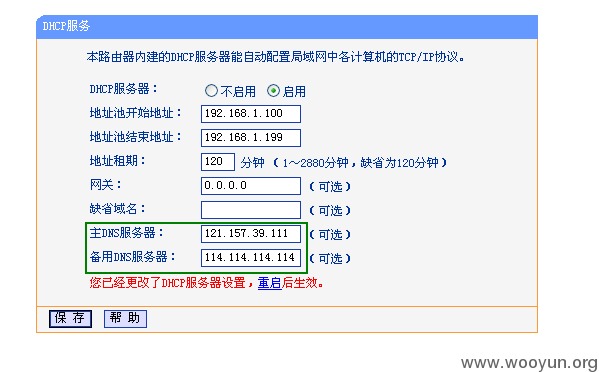 DHCP服务
本路由器内建的DHCP服务器能自动配置局域网中各计算机的TCP/IP协议。
DHCP服务器： 不启用 启用
地址池开始地址： 192.168.1.100
地址池结束地址： 192.168.1.199
地址租期： 120 分钟 （1～2880分钟，缺省为120分钟）
网关： 0.0.0.0 （可选）
缺省域名： （可选）
主DNS服务器： 121.157.39.111 （可选）
备用DNS服务器： 114.114.114.114 （可选）
您已经更改了DHCP服务器设置，重启后生效。
保 存 帮 助
www.wooyun.org